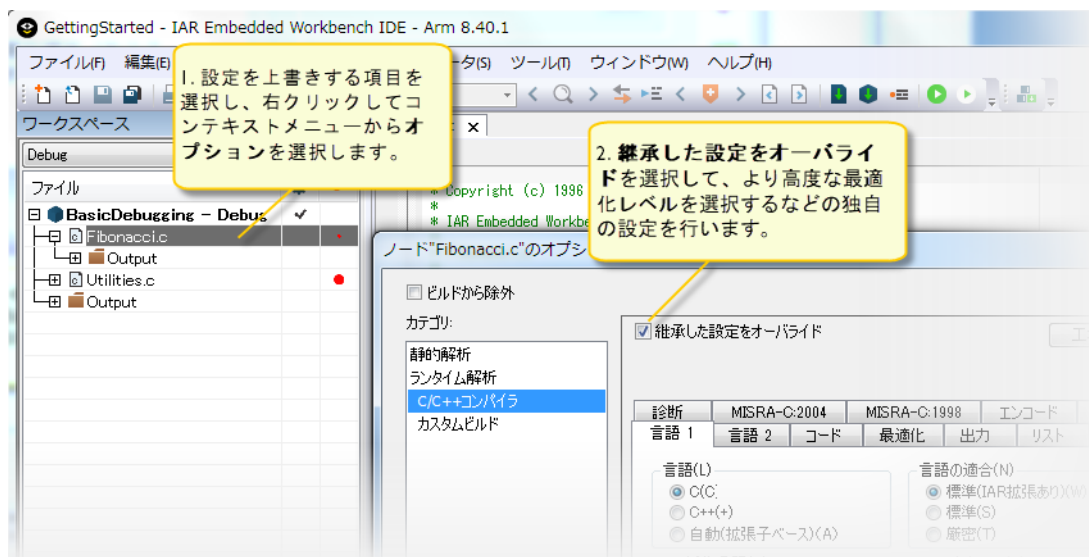 GettingStarted - IAR Embedded Workbench IDE - Arm 8.40.1
ファイル(F) 編集(E) ータ(S) ツール(T) ウィンドウ(W) ヘルプ(H)
1. 設定を上書きする項目を
選択し、右クリックしてコ
ンテキストメニューからオ
プションを選択します。
ワークスペース
Debug
ファイル
BasicDebugging - Debug
Fibonacci.c
Output
Utilities.c
Output
* Copyright (c) 1996
*
* IAR Embedded Workbe
2. 継承した設定をオーバライ
ドを選択して、より高度な最適
化レベルを選択するなどの独自
の設定を行います。
ノード"Fibonacci.c"のオプシ
ビルドから除外
カテゴリ:
静的解析
ランタイム解析
C/C++コンパイラ
カスタムビルド
継承した設定をオーバライド
工
診断 MISRA-C:2004 MISRA-C:1998 エンコード
言語 1 言語 2 コード 最適化 出力 リスト
言語(L)
C(C)
C++(+)
自動(拡張子ベース)(A)
言語の適合(N)
標準(IAR拡張あり)(W)
標準(S)
厳密(T)